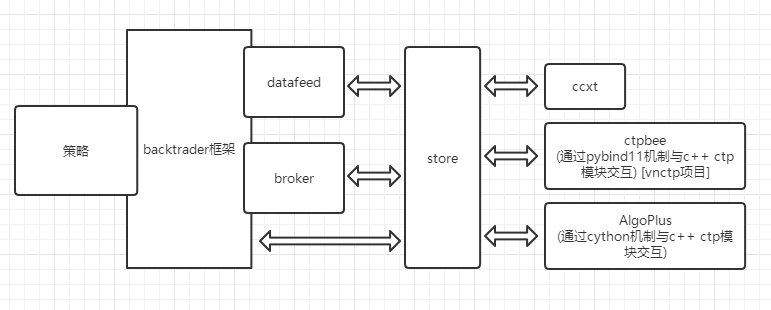 策略
backtrader框架
datafeed
broker
store
ccxt
ctpbee
(通过pybind11机制与c++ ctp
模块交互) [vnctp项目]
AlgoPlus
(通过cython机制与c++ ctp模
块交互)